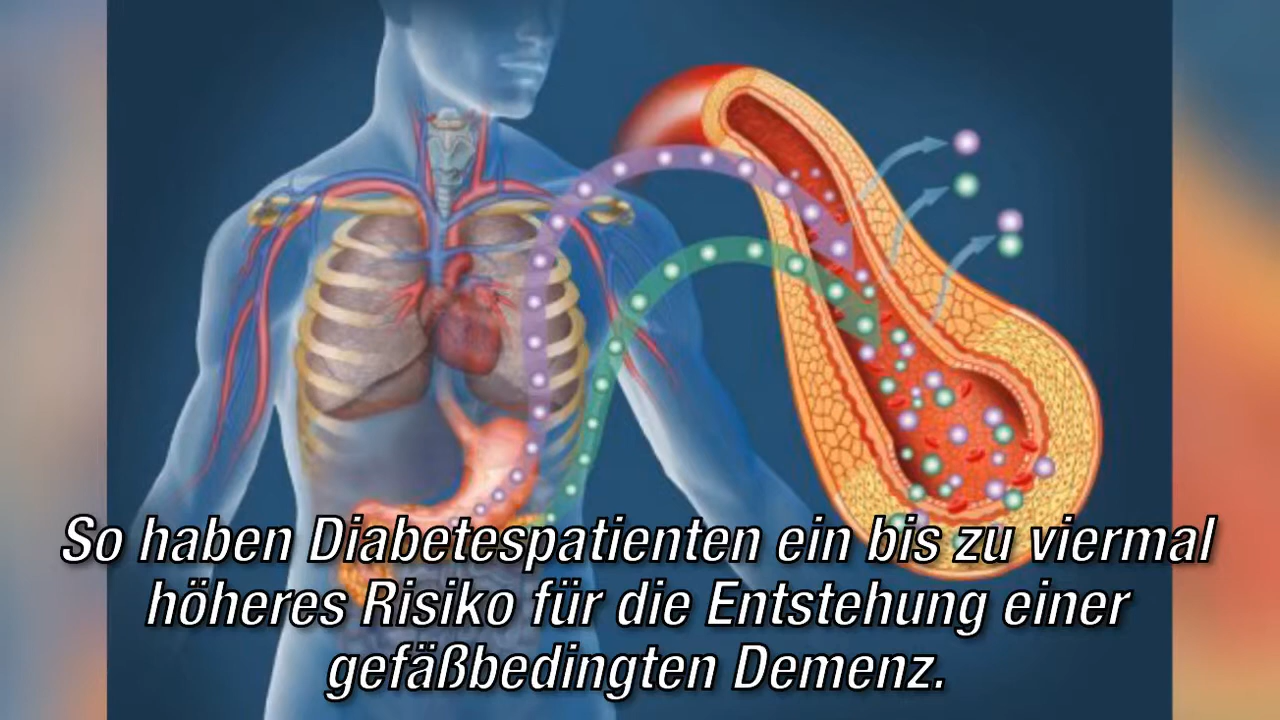 So haben Diabetespatienten ein bis zu viermal
höheres Risiko für die Entstehung einer
gefäßbedingten Demenz.